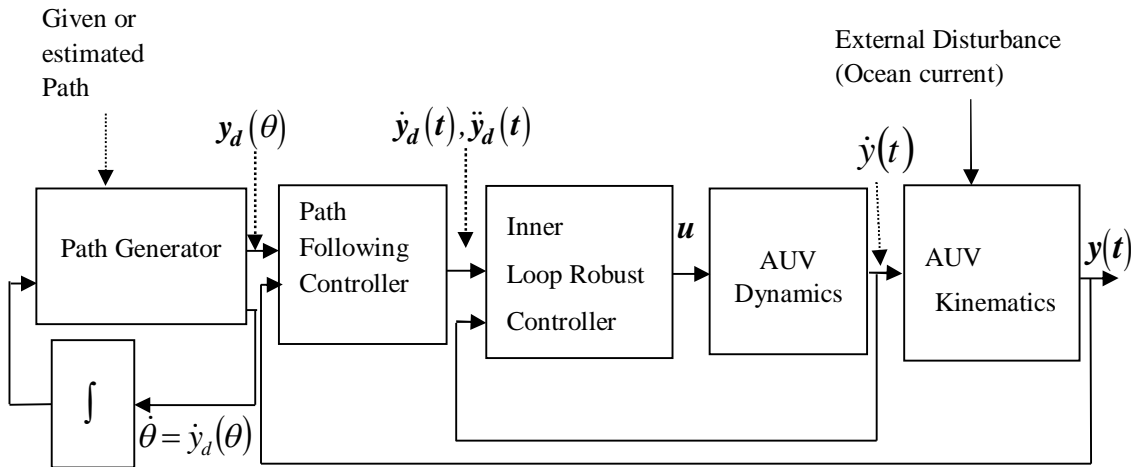 Given or
estimated
Path
External Disturbance
(Ocean current)
y_d(θ)
ẏ_d(t), ÿ_d(t)
ẏ(t)
Path Generator
Path
Following
Controller
Inner
Loop Robust
Controller
u
AUV
Dynamics
AUV
Kinematics
y(t)
∫
θ̇ = ẏ_d(θ)